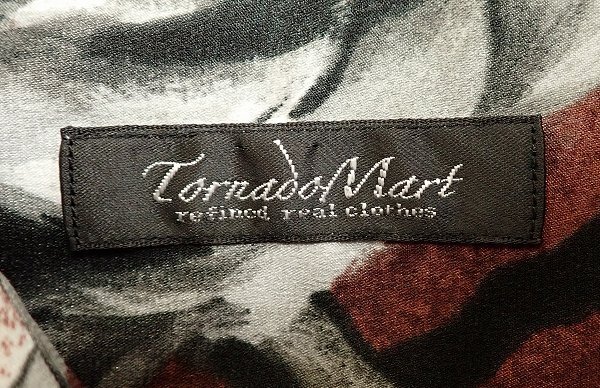 TornadoMart
refined real clothes